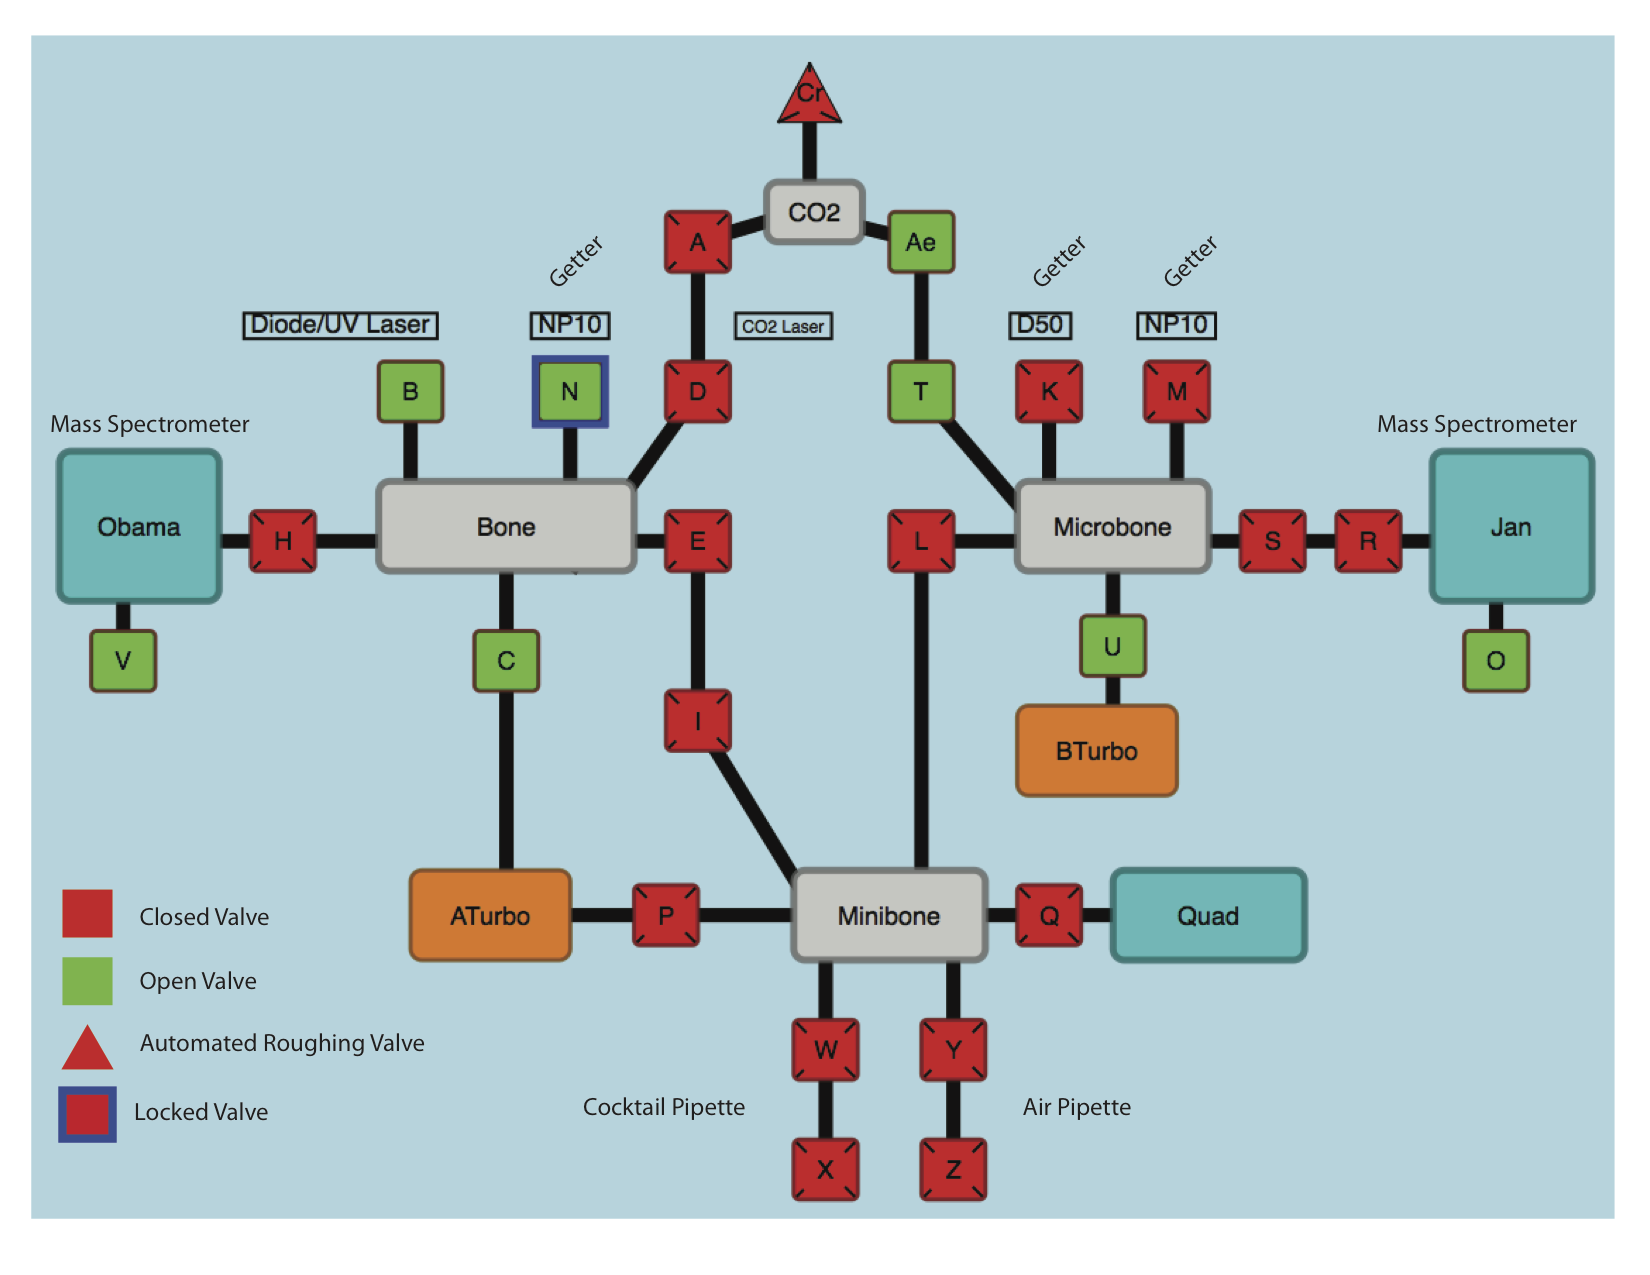 Cr
CO2
A
Ae
Getter
Getter
Getter
Diode/UV Laser
NP10
CO2 Laser
D50
NP10
B
N
D
T
K
M
Mass Spectrometer
Mass Spectrometer
Obama
H
Bone
E
L
Microbone
S
R
Jan
V
C
U
O
I
BTurbo
ATurbo
P
Minibone
Q
Quad
Closed Valve
Open Valve
Automated Roughing Valve
Locked Valve
W
Y
Cocktail Pipette
Air Pipette
X
Z